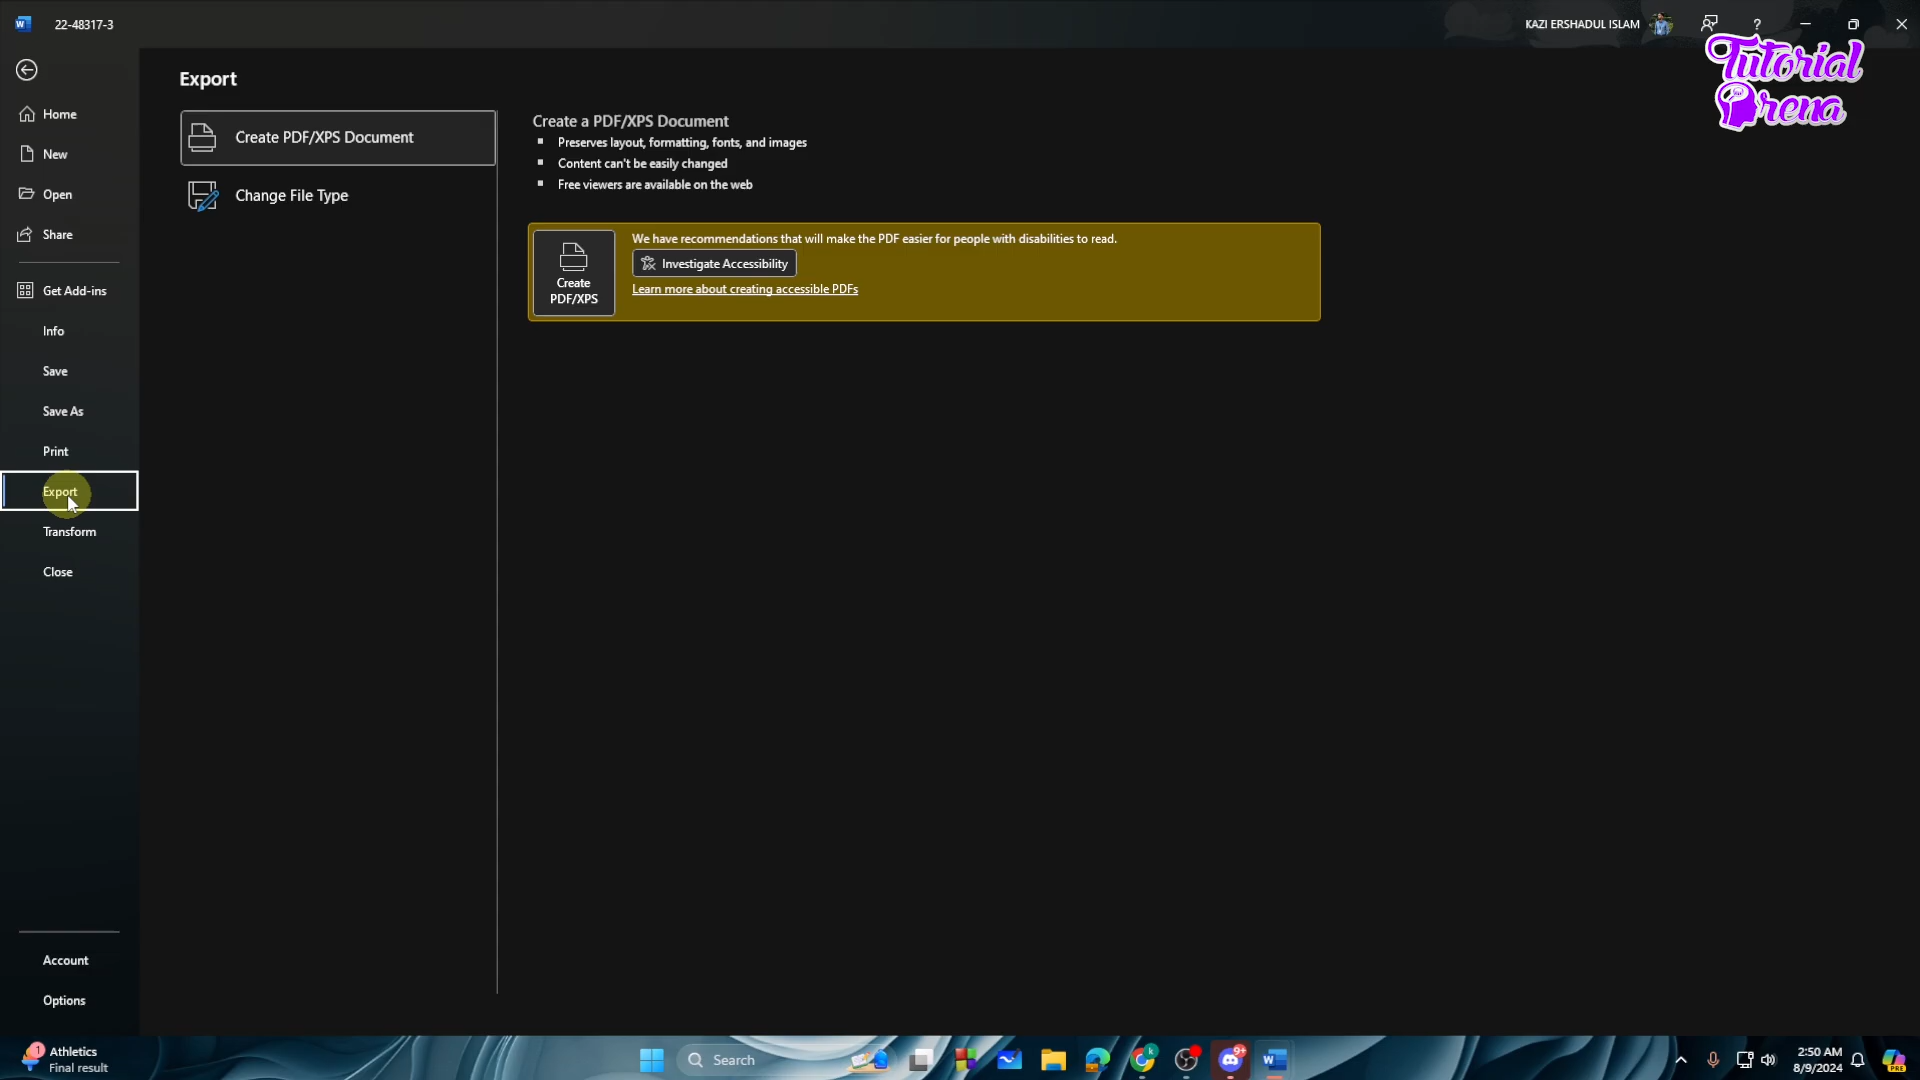 22-48317-3
KAZI ERSHADUL ISLAM
?
Tutorial
Arena
Export
Home
New
Open
Share
Get Add-ins
Info
Save
Save As
Print
Export
Transform
Close
Account
Options
Create PDF/XPS Document
Change File Type
Create a PDF/XPS Document
Preserves layout, formatting, fonts, and images
Content can't be easily changed
Free viewers are available on the web
Create
PDF/XPS
We have recommendations that will make the PDF easier for people with disabilities to read.
Investigate Accessibility
Learn more about creating accessible PDFs
1
Athletics
Final result
Search
k
9+
W
2:50 AM
8/9/2024
PRE